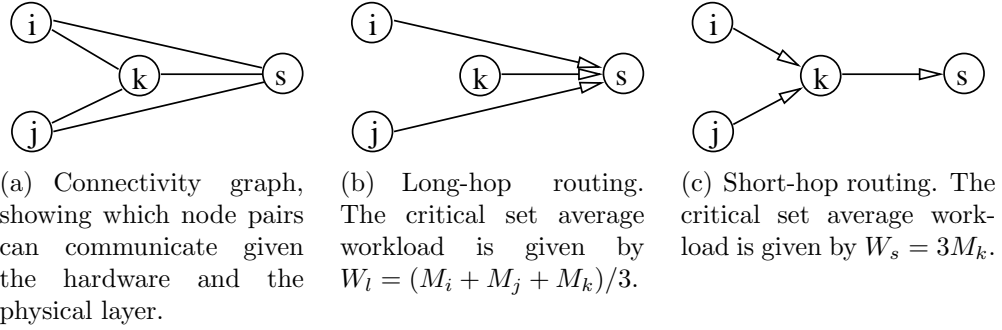 i
k
s
j
i
k
s
j
i
k
s
j
(a) Connectivity graph,
showing which node pairs
can communicate given
the hardware and the
physical layer.
(b) Long-hop routing.
The critical set average
workload is given by
W_l = (M_i + M_j + M_k)/3.
(c) Short-hop routing. The
critical set average work-
load is given by W_s = 3M_k.